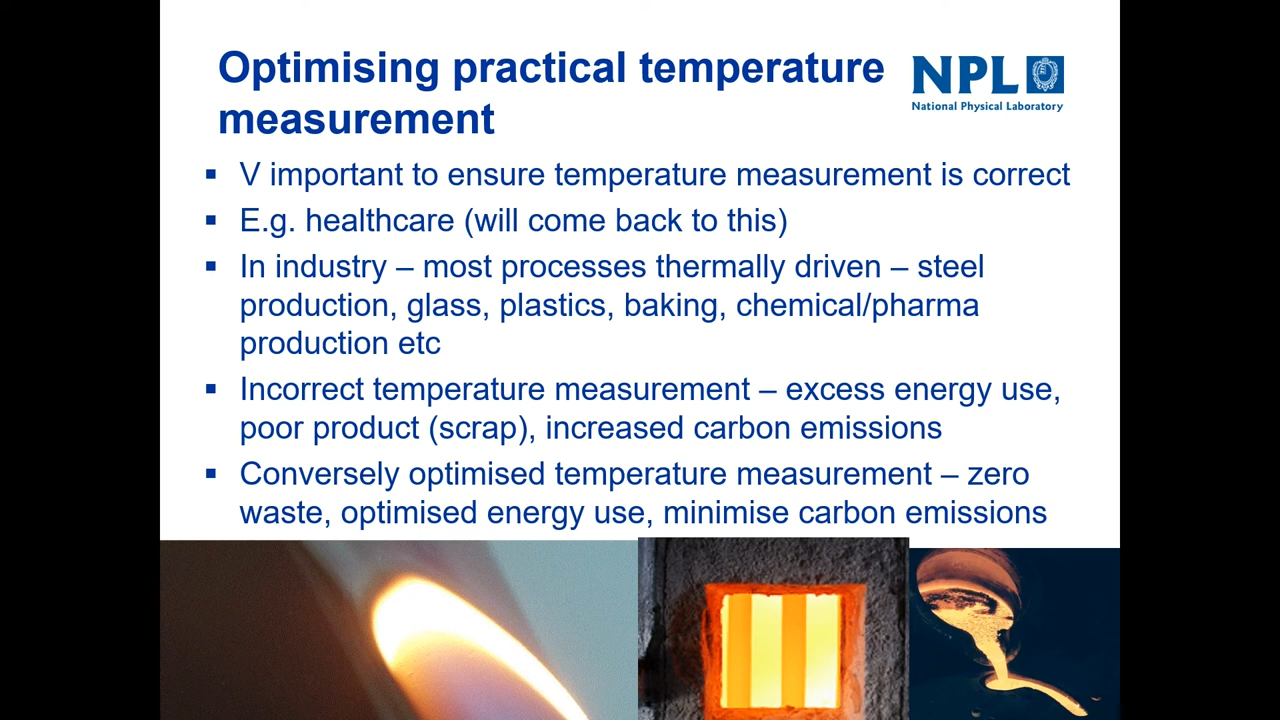 Optimising practical temperature
measurement
NPL
National Physical Laboratory
▪ V important to ensure temperature measurement is correct
▪ E.g. healthcare (will come back to this)
▪ In industry – most processes thermally driven – steel
production, glass, plastics, baking, chemical/pharma
production etc
▪ Incorrect temperature measurement – excess energy use,
poor product (scrap), increased carbon emissions
▪ Conversely optimised temperature measurement – zero
waste, optimised energy use, minimise carbon emissions